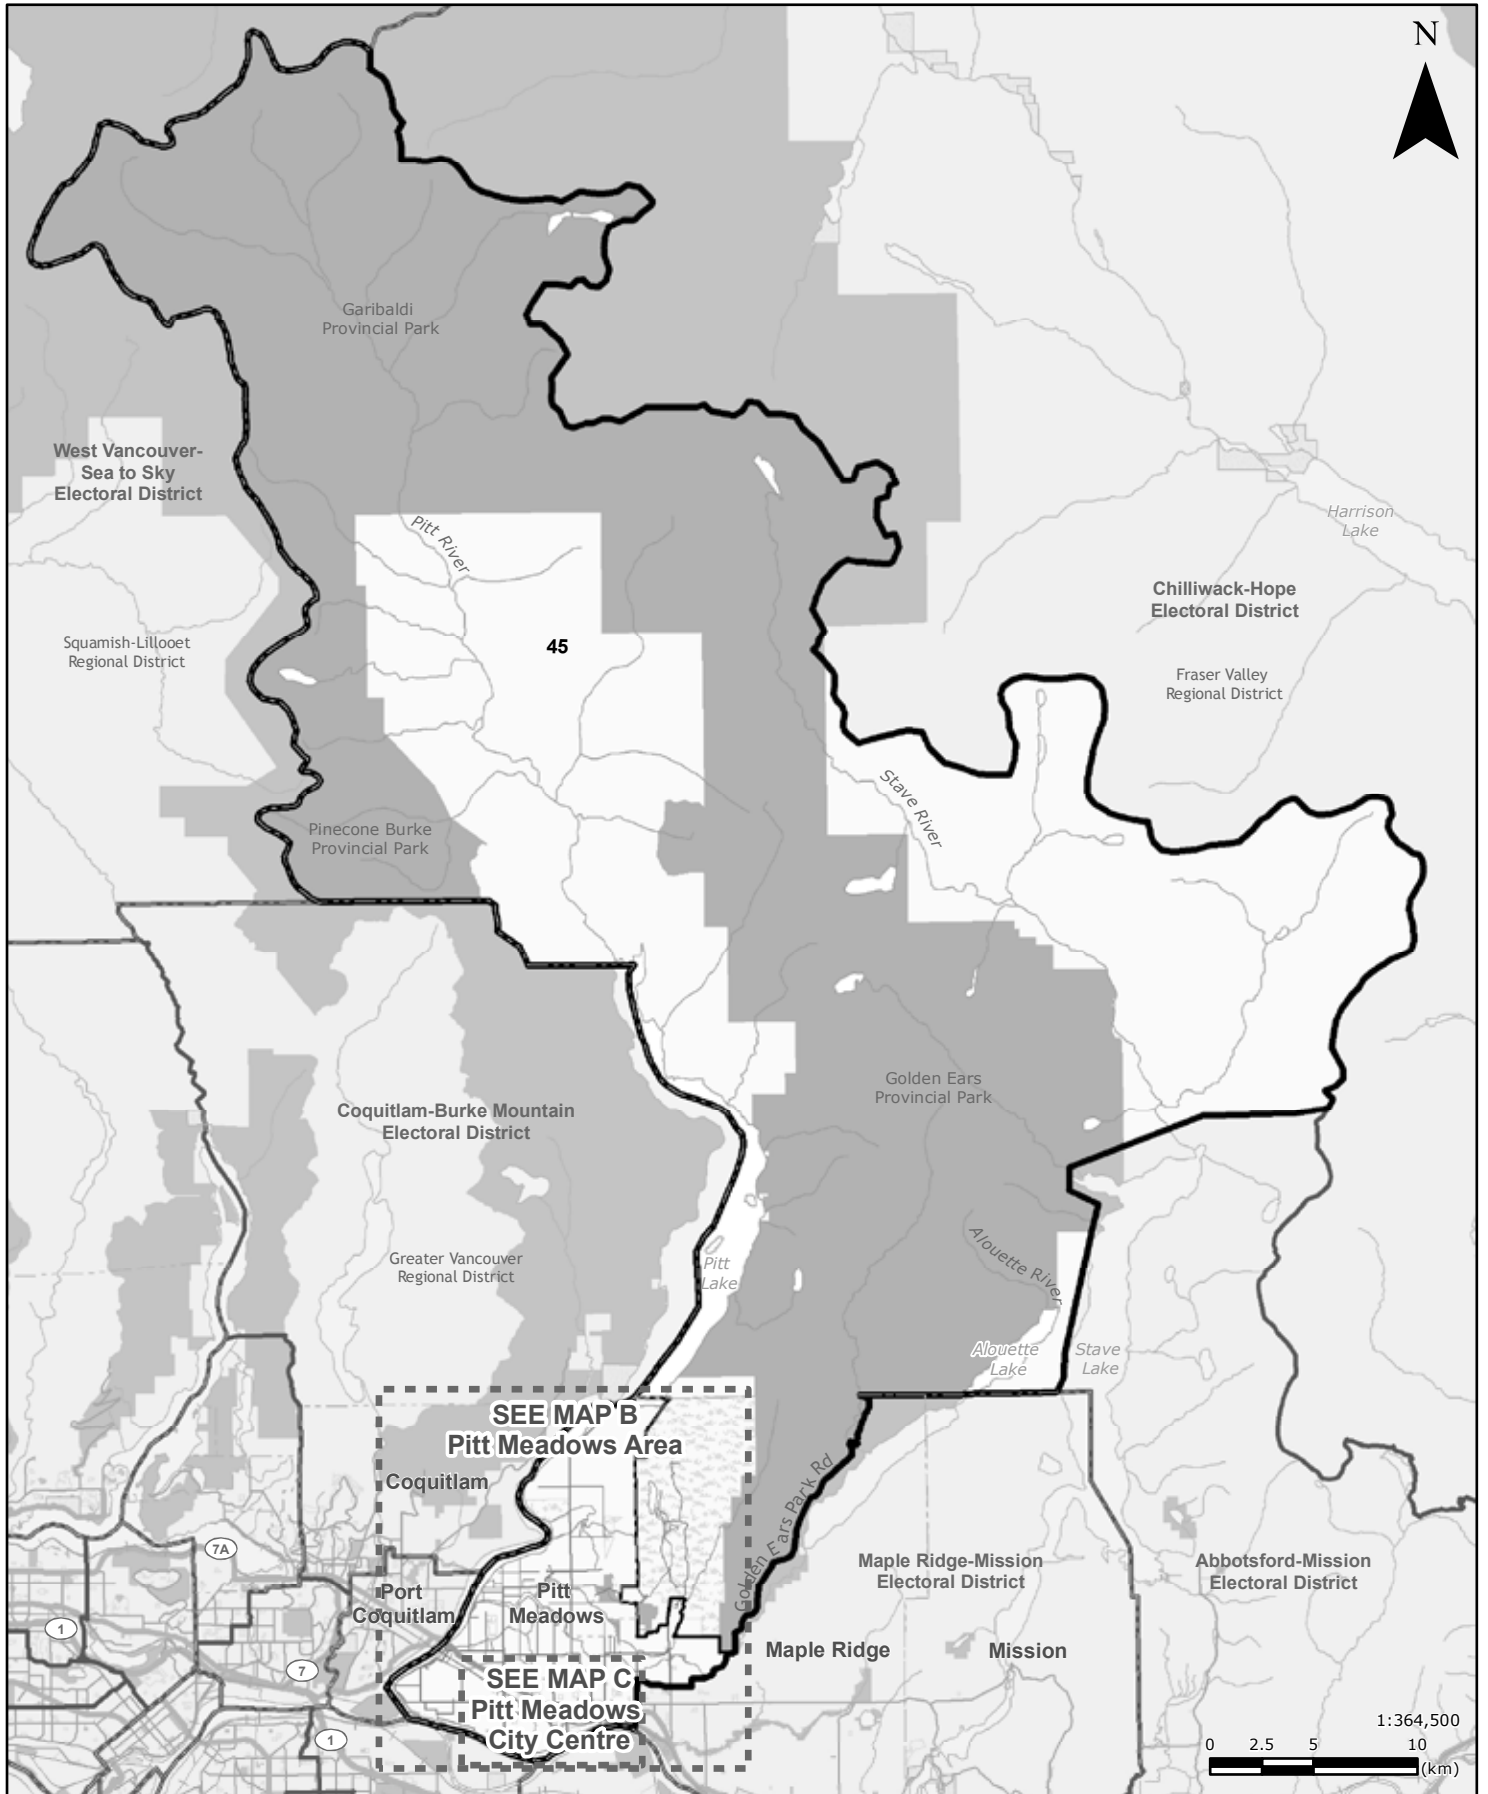 N
Garibaldi
Provincial Park
West Vancouver-
Sea to Sky
Electoral District
Pitt River
Harrison
Lake
Chilliwack-Hope
Electoral District
Squamish-Lillooet
Regional District
45
Fraser Valley
Regional District
Stave River
Pinecone Burke
Provincial Park
Golden Ears
Provincial Park
Coquitlam-Burke Mountain
Electoral District
Greater Vancouver
Regional District
Pitt
Lake
Alouette River
Alouette
Lake
Stave
Lake
SEE MAP B
Pitt Meadows Area
Coquitlam
Golden Ears Park Rd
7A
Port
Coquitlam
Pitt
Meadows
Maple Ridge-Mission
Electoral District
Abbotsford-Mission
Electoral District
1
Maple Ridge
Mission
7
SEE MAP C
Pitt Meadows
City Centre
1
1:364,500
0 2.5 5 10
(km)